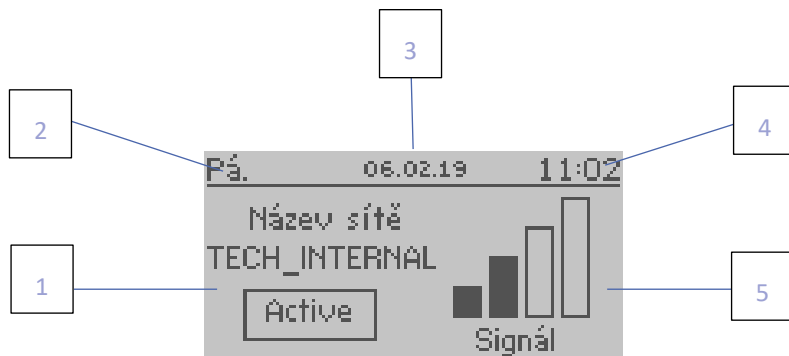 3
2
4
Pá. 06.02.19 11:02
Název sítě
TECH_INTERNAL
1
5
Active
Signál